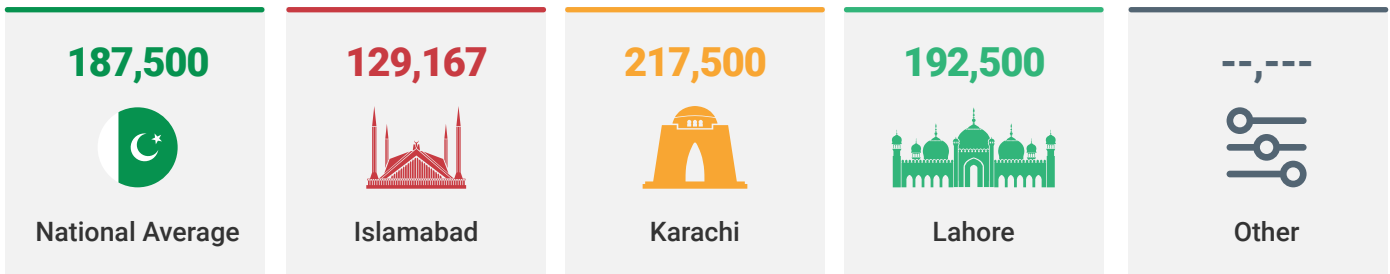 187,500
National Average
129,167
Islamabad
217,500
Karachi
192,500
Lahore
--,---
Other